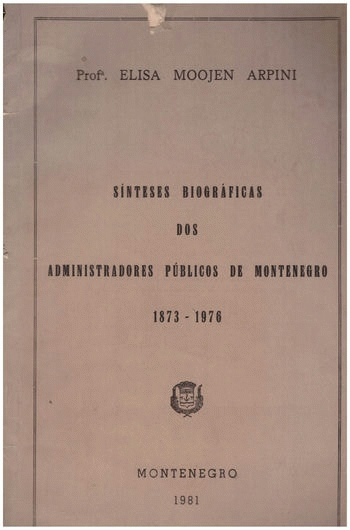 Profª. ELISA MOOJEN ARPINI
SÍNTESES BIOGRÁFICAS
DOS
ADMINISTRADORES PÚBLICOS DE MONTENEGRO
1873 - 1976
MONTENEGRO
1981